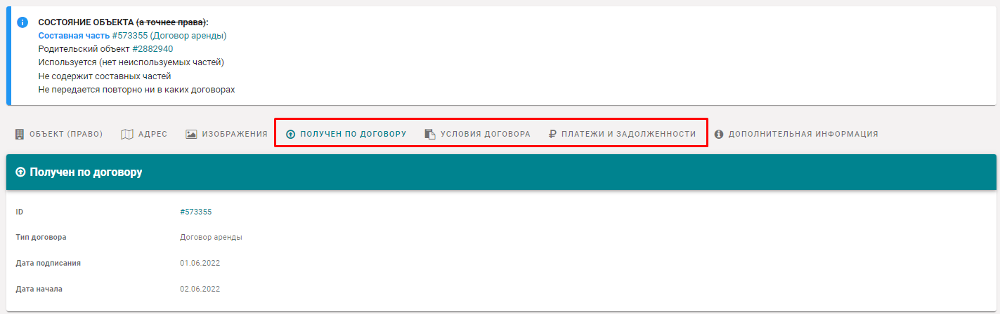 СОСТОЯНИЕ ОБЪЕКТА (а точнее права):
Составная часть #573355 (Договор аренды)
Родительский объект #2882940
Используется (нет неиспользуемых частей)
Не содержит составных частей
Не передается повторно ни в каких договорах
ОБЪЕКТ (ПРАВО) АДРЕС ИЗОБРАЖЕНИЯ ПОЛУЧЕН ПО ДОГОВОРУ УСЛОВИЯ ДОГОВОРА ПЛАТЕЖИ И ЗАДОЛЖЕННОСТИ ДОПОЛНИТЕЛЬНАЯ ИНФОРМАЦИЯ
Получен по договору
ID #573355
Тип договора Договор аренды
Дата подписания 01.06.2022
Дата начала 02.06.2022